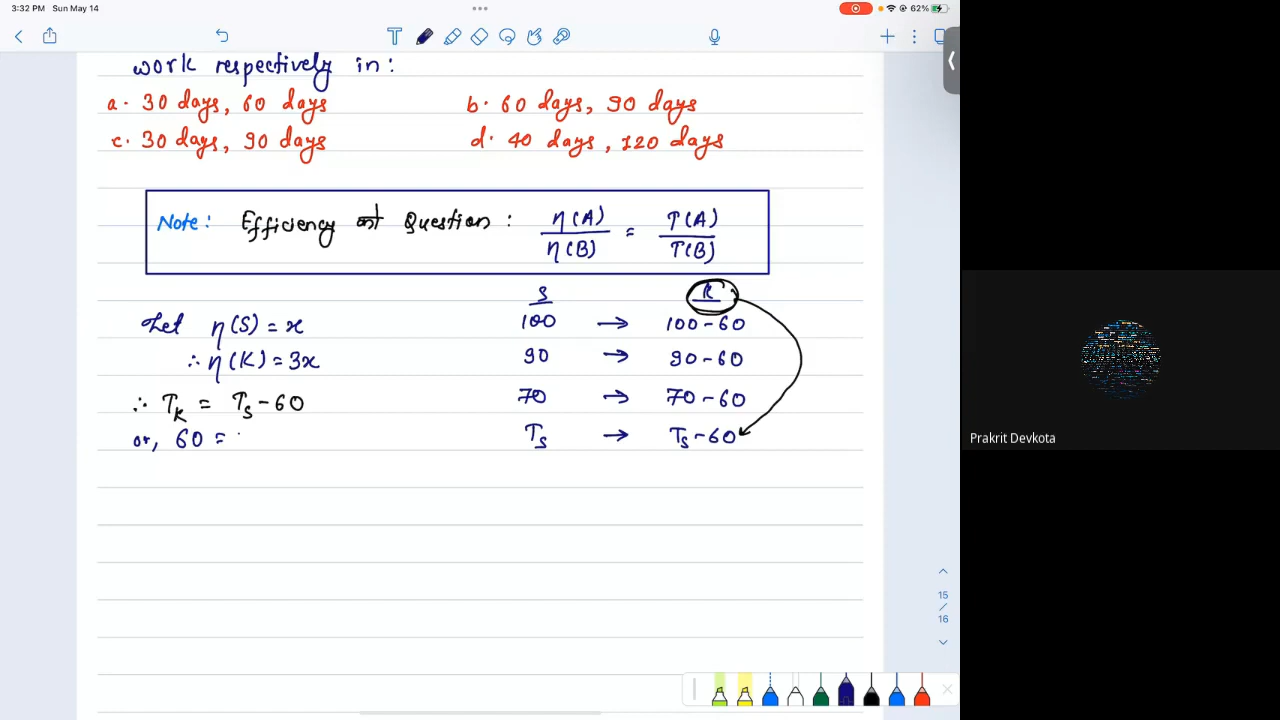 3:32 PM Sun May 14
62%
work respectively in:
a. 30 days, 60 days
b. 60 days, 90 days
c. 30 days, 90 days
d. 40 days, 120 days
Note: Efficiency Question: η(A)/η(B) = T(A)/T(B)
S K
Let η(S) = x 100 → 100-60
∴ η(K) = 3x 90 → 90-60
∴ T_K = T_S - 60 70 → 70-60
or, 60 = T_S → T_S-60
Prakrit Devkota
15
/
16